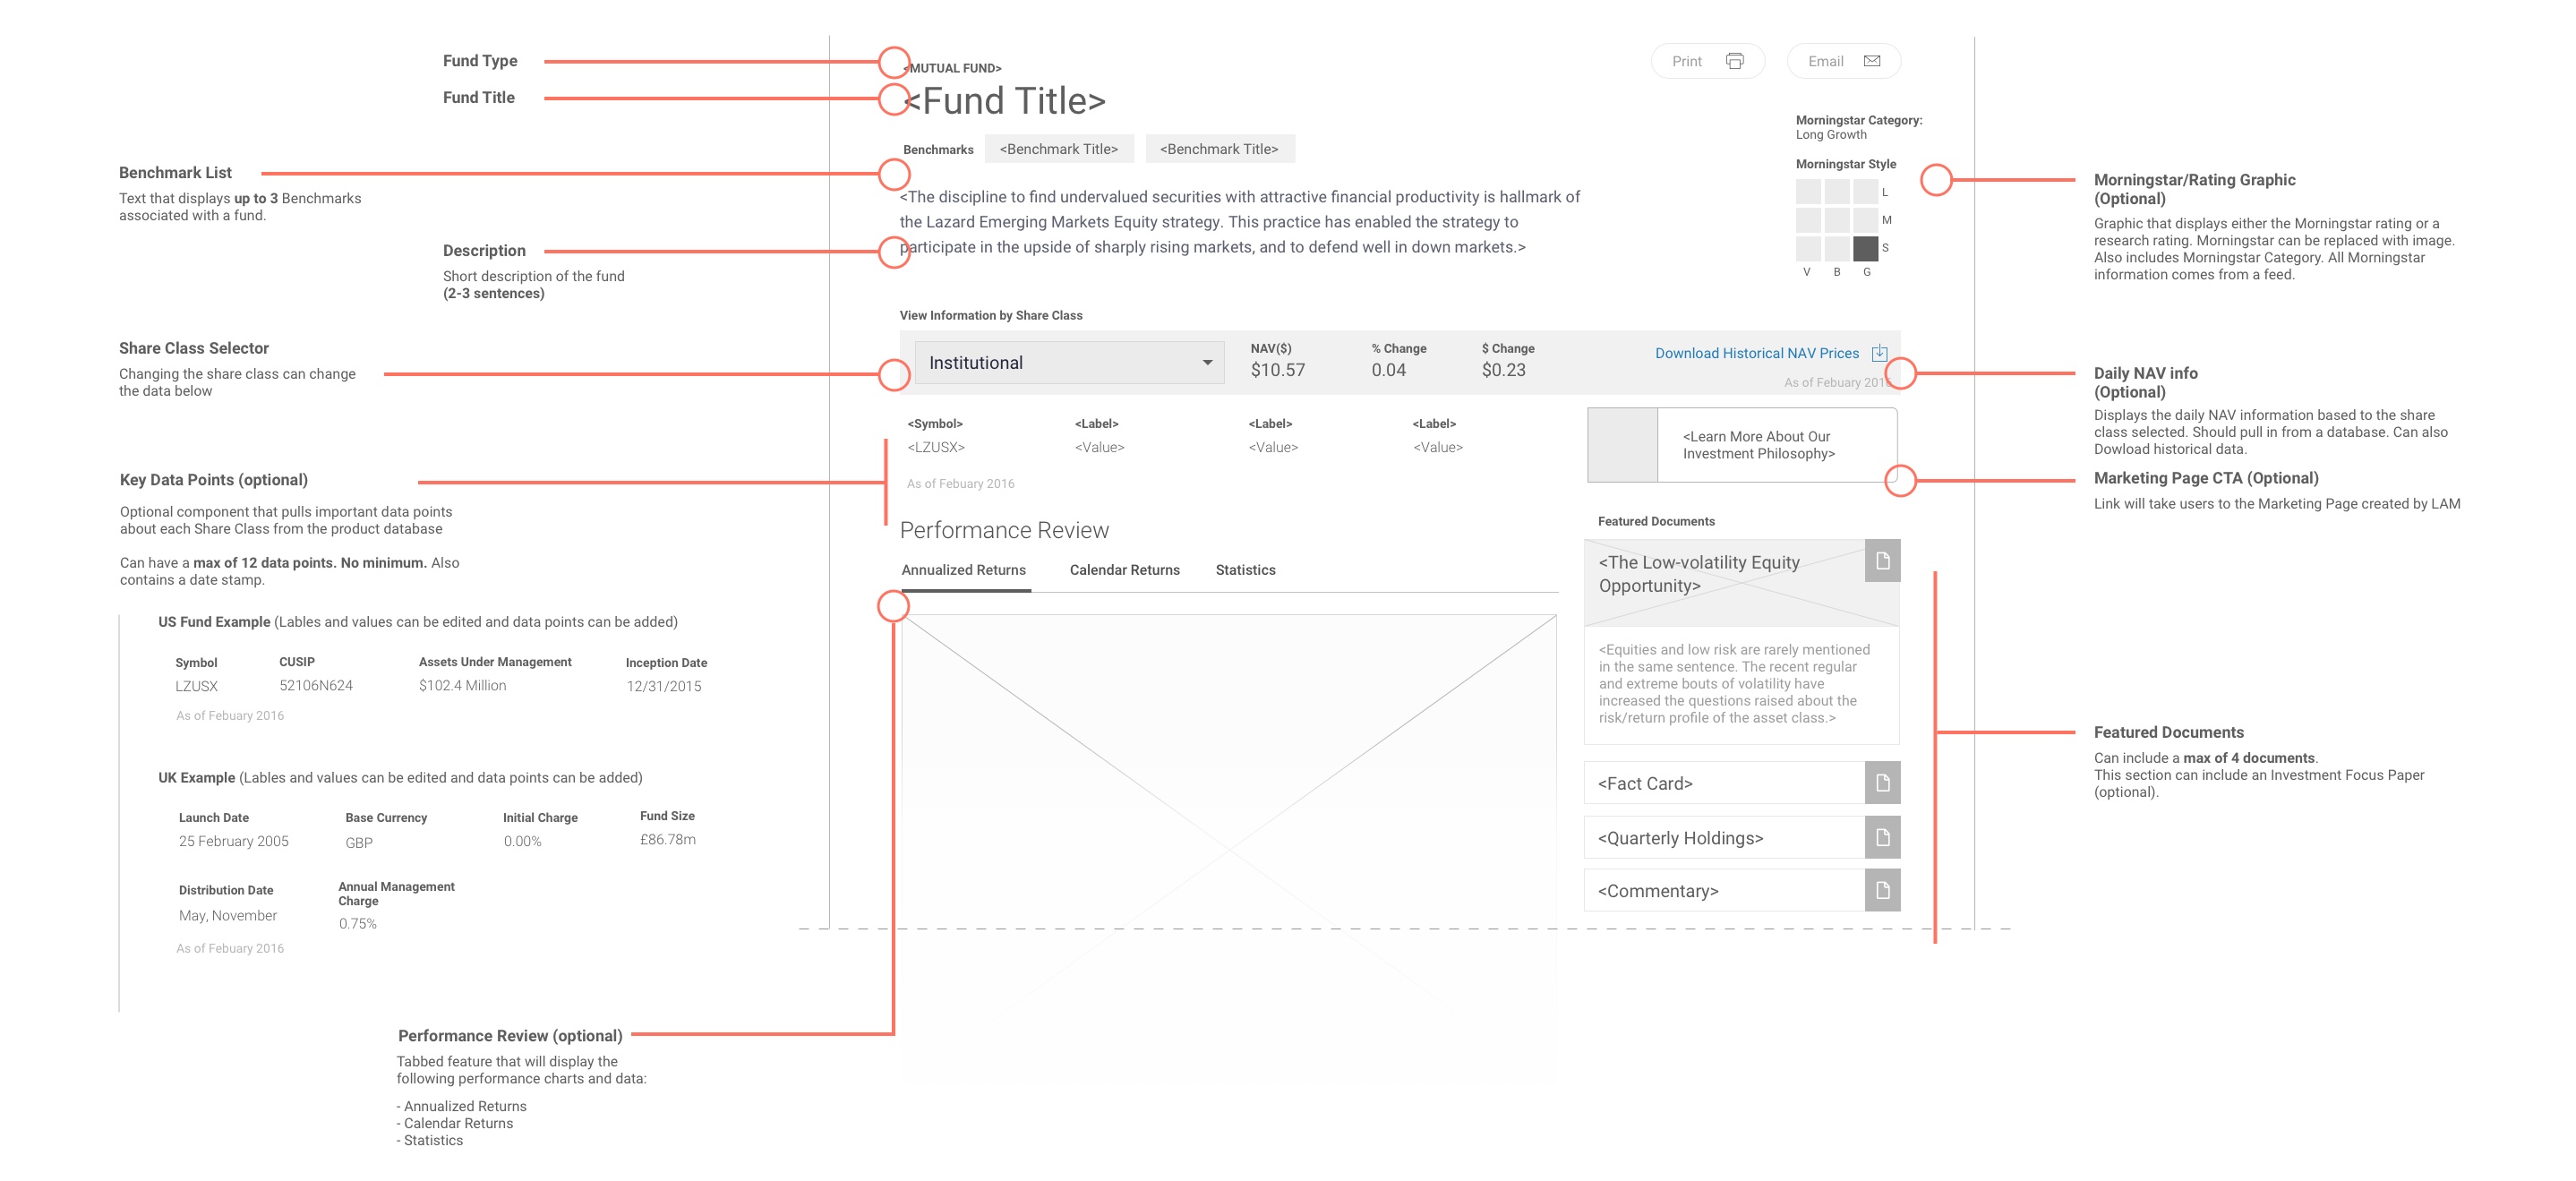 Fund Type
Fund Title
Benchmark List
Text that displays up to 3 Benchmarks
associated with a fund.
Description
Short description of the fund
(2-3 sentences)
Share Class Selector
Changing the share class can change
the data below
Key Data Points (optional)
Optional component that pulls important data points
about each Share Class from the product database
Can have a max of 12 data points. No minimum. Also
contains a date stamp.
US Fund Example (Lables and values can be edited and data points can be added)
Symbol CUSIP Assets Under Management Inception Date
LZUSX 52106N624 $102.4 Million 12/31/2015
As of Febuary 2016
UK Example (Lables and values can be edited and data points can be added)
Launch Date Base Currency Initial Charge Fund Size
25 February 2005 GBP 0.00% £86.78m
Distribution Date Annual Management
Charge
May, November 0.75%
As of Febuary 2016
Performance Review (optional)
Tabbed feature that will display the
following performance charts and data:
- Annualized Returns
- Calendar Returns
- Statistics
<MUTUAL FUND>
<Fund Title>
Print Email
Benchmarks <Benchmark Title> <Benchmark Title>
<The discipline to find undervalued securities with attractive financial productivity is hallmark of
the Lazard Emerging Markets Equity strategy. This practice has enabled the strategy to
participate in the upside of sharply rising markets, and to defend well in down markets.>
Morningstar Category:
Long Growth
Morningstar Style
L
M
S
V B G
View Information by Share Class
Institutional
NAV($) % Change $ Change
$10.57 0.04 $0.23
Download Historical NAV Prices
As of Febuary 2016
<Symbol> <Label> <Label> <Label>
<LZUSX> <Value> <Value> <Value>
As of Febuary 2016
<Learn More About Our
Investment Philosophy>
Performance Review
Annualized Returns Calendar Returns Statistics
Featured Documents
<The Low-volatility Equity
Opportunity>
<Equities and low risk are rarely mentioned
in the same sentence. The recent regular
and extreme bouts of volatility have
increased the questions raised about the
risk/return profile of the asset class.>
<Fact Card>
<Quarterly Holdings>
<Commentary>
Morningstar/Rating Graphic
(Optional)
Graphic that displays either the Morningstar rating or a
research rating. Morningstar can be replaced with image.
Also includes Morningstar Category. All Morningstar
information comes from a feed.
Daily NAV info
(Optional)
Displays the daily NAV information based to the share
class selected. Should pull in from a database. Can also
Dowload historical data.
Marketing Page CTA (Optional)
Link will take users to the Marketing Page created by LAM
Featured Documents
Can include a max of 4 documents.
This section can include an Investment Focus Paper
(optional).